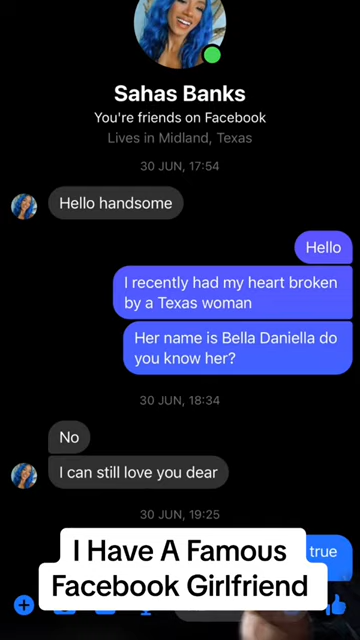 Sahas Banks
You're friends on Facebook
Lives in Midland, Texas
30 JUN, 17:54
Hello handsome
Hello
I recently had my heart broken
by a Texas woman
Her name is Bella Daniella do
you know her?
30 JUN, 18:34
No
I can still love you dear
30 JUN, 19:25
true
I Have A Famous
Facebook Girlfriend